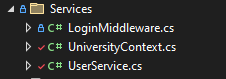 Services
C# LoginMiddleware.cs
C# UniversityContext.cs
C# UserService.cs